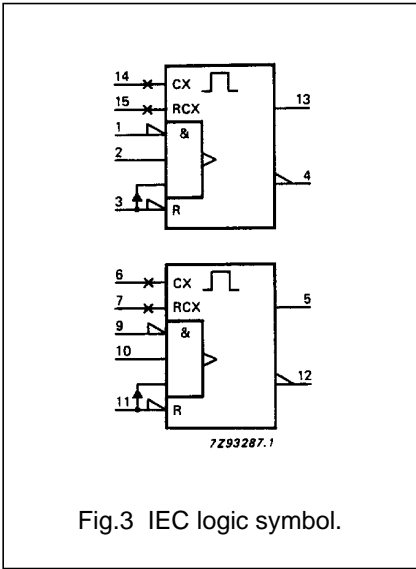 14 CX 13
15 RCX
1 &
2
4
3 R
6 CX 5
7 RCX
9 &
10
12
11 R
7Z93287.1
Fig.3 IEC logic symbol.